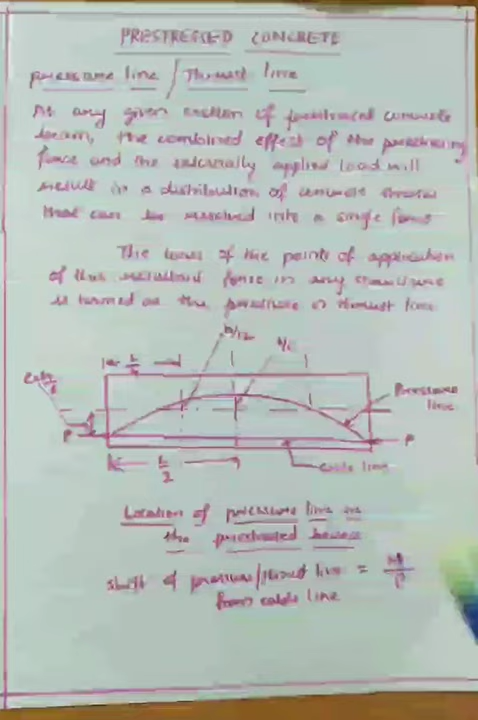 PRESTRESSED CONCRETE
pressure line / Thrust line
At any given section of prestressed concrete
beam, the combined effect of the prestressing
force and the externally applied load will
result in a distribution of concrete stresses
that can be resolved into a single force
The locus of the points of application
of this resultant force in any structure
is termed as the pressure or thrust line
h/12
L/4
h/6
Pressure
line
P
P
Cable line
L/2
Location of pressure line in
the prestressed beam
shift of pressure/thrust line = M/P
from cable line